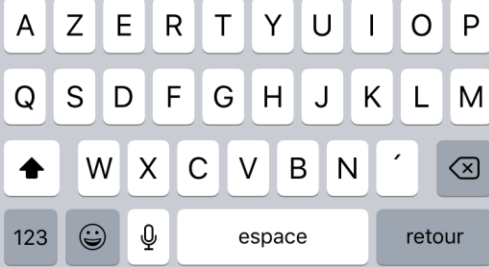 A Z E R T Y U I O P
Q S D F G H J K L M
W X C V B N ´
123 espace retour